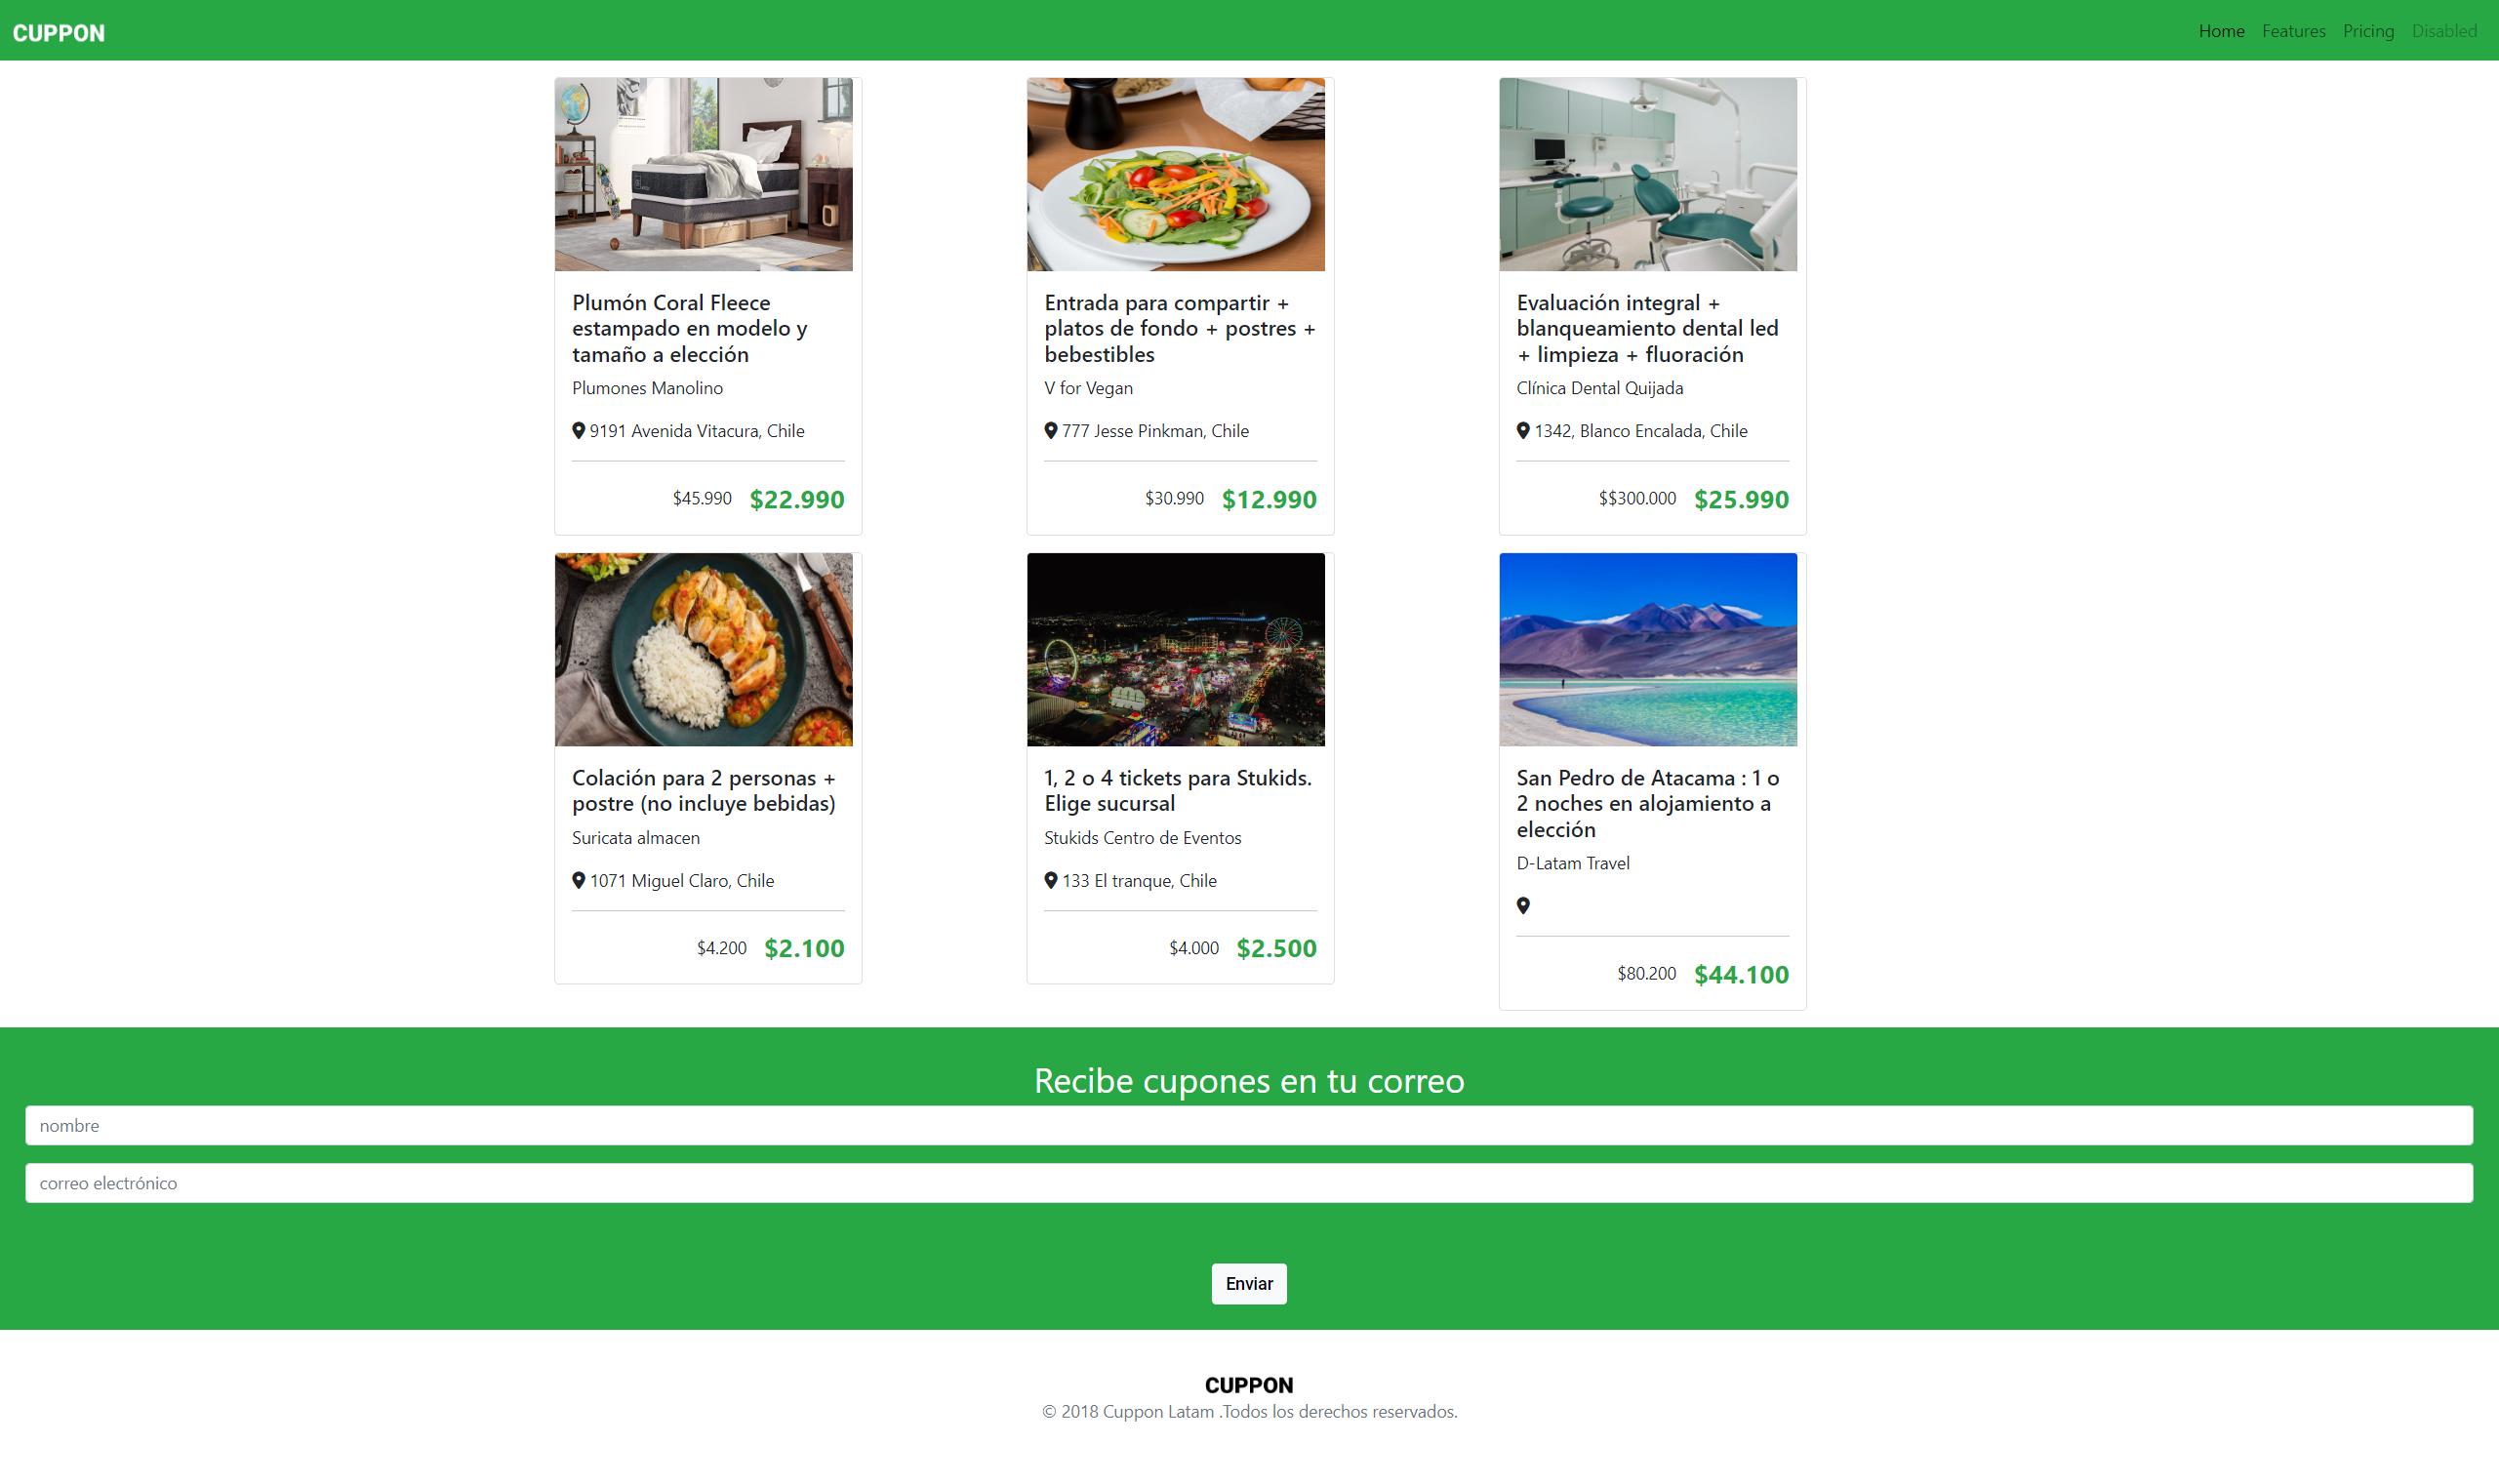 CUPPON
Home Features Pricing Disabled
Plumón Coral Fleece
estampado en modelo y
tamaño a elección
Plumones Manolino
9191 Avenida Vitacura, Chile
$45.990 $22.990
Entrada para compartir +
platos de fondo + postres +
bebestibles
V for Vegan
777 Jesse Pinkman, Chile
$30.990 $12.990
Evaluación integral +
blanqueamiento dental led
+ limpieza + fluoración
Clínica Dental Quijada
1342, Blanco Encalada, Chile
$$300.000 $25.990
Colación para 2 personas +
postre (no incluye bebidas)
Suricata almacen
1071 Miguel Claro, Chile
$4.200 $2.100
1, 2 o 4 tickets para Stukids.
Elige sucursal
Stukids Centro de Eventos
133 El tranque, Chile
$4.000 $2.500
San Pedro de Atacama : 1 o
2 noches en alojamiento a
elección
D-Latam Travel
$80.200 $44.100
Recibe cupones en tu correo
nombre
correo electrónico
Enviar
CUPPON
© 2018 Cuppon Latam .Todos los derechos reservados.